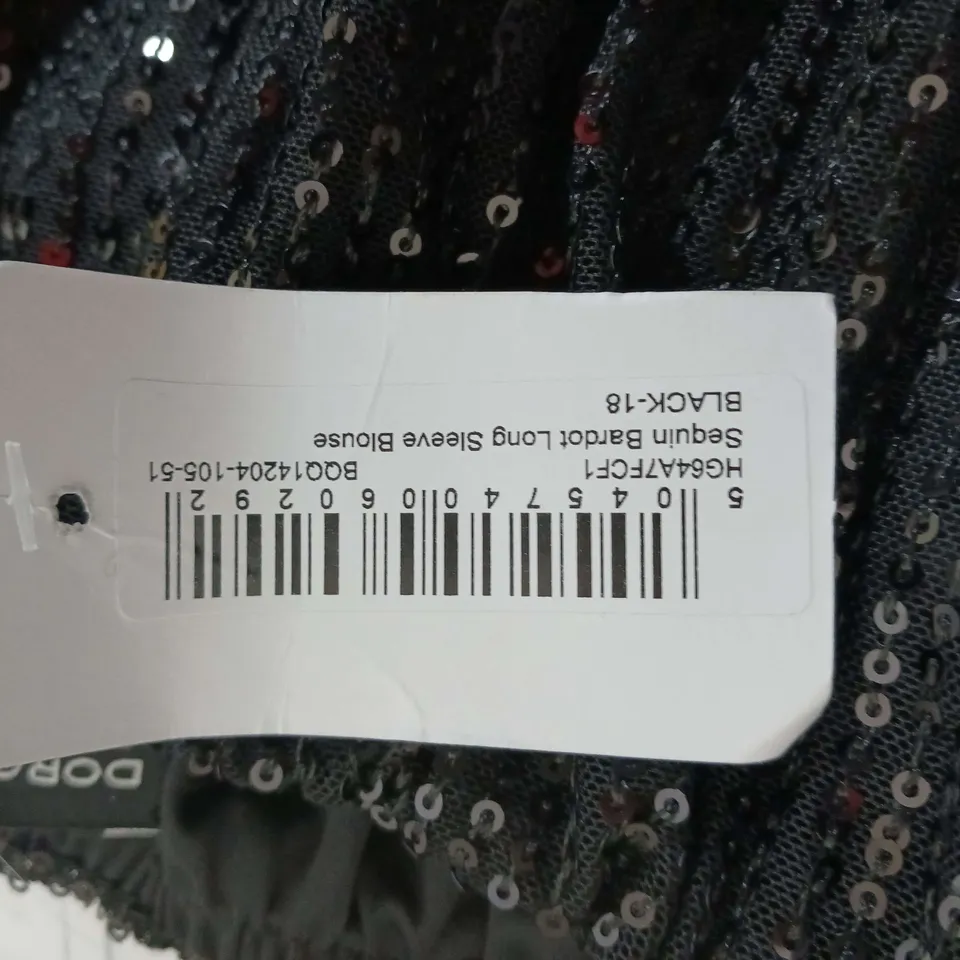 5 045740 060292
HG64A7FCF1 BQQ14204-105-51
Sequin Bardot Long Sleeve Blouse
BLACK-18